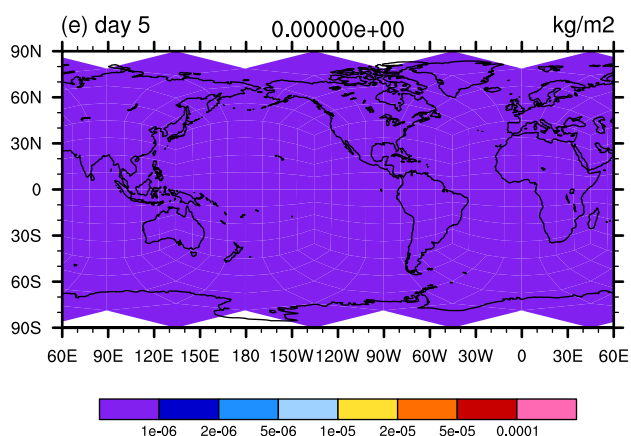 (e) day 5 0.00000e+00 kg/m2
90N
60N
30N
0
30S
60S
90S
60E 90E 120E 150E 180 150W 120W 90W 60W 30W 0 30E 60E
1e-06 2e-06 5e-06 1e-05 2e-05 5e-05 0.0001